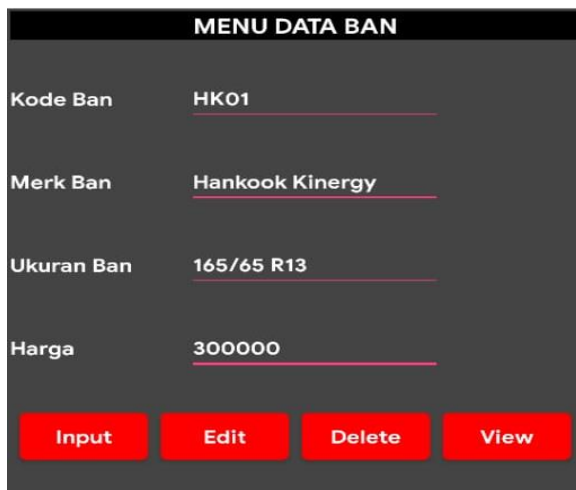 MENU DATA BAN
Kode Ban HK01
Merk Ban Hankook Kinergy
Ukuran Ban 165/65 R13
Harga 300000
Input Edit Delete View